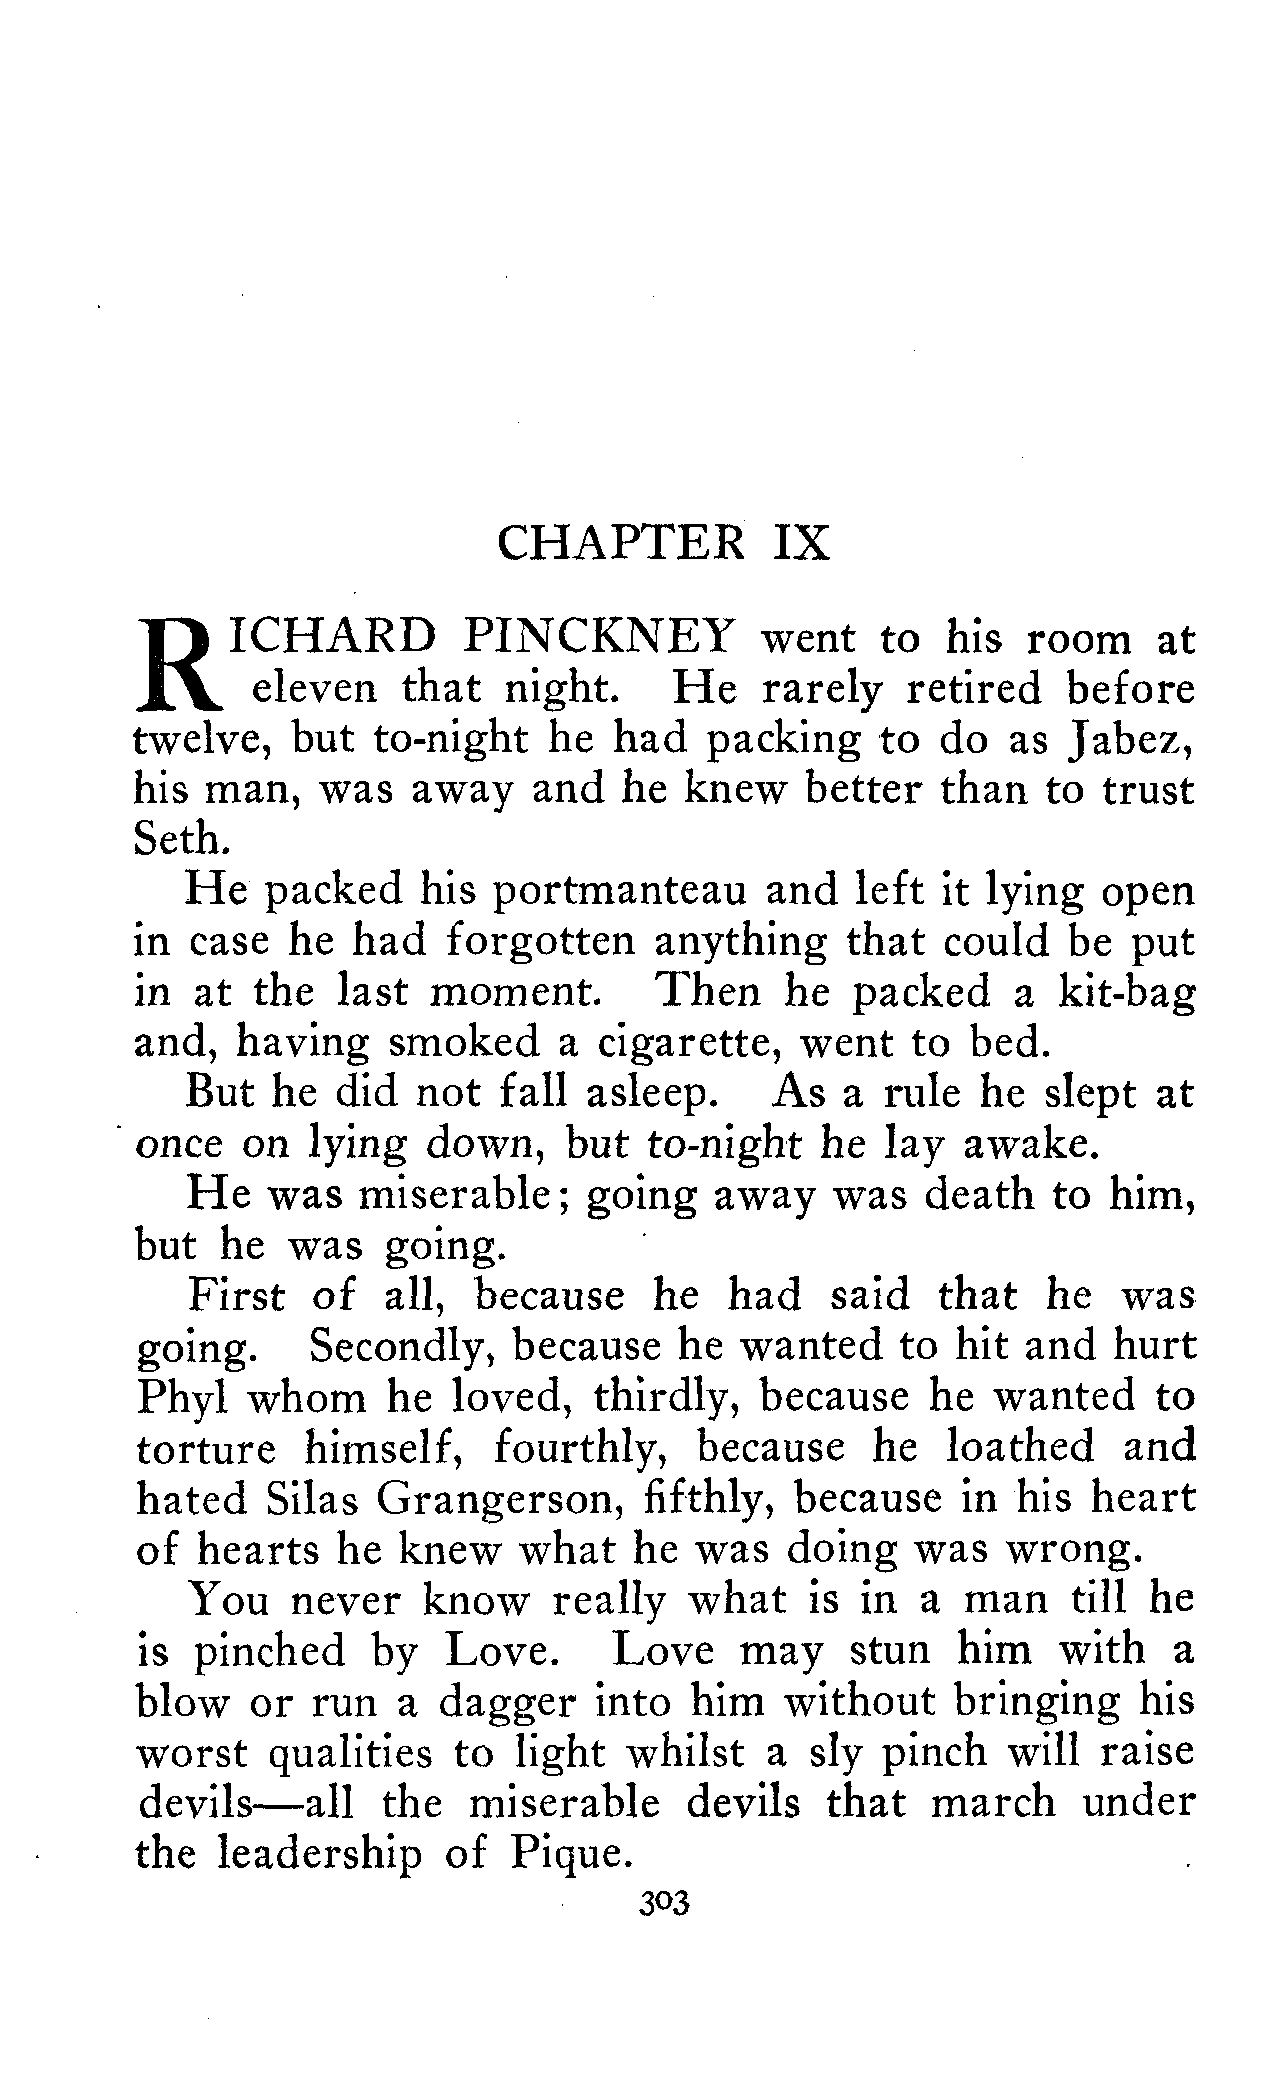 CHAPTER IX
RICHARD PINCKNEY went to his room at
eleven that night. He rarely retired before
twelve, but to-night he had packing to do as Jabez,
his man, was away and he knew better than to trust
Seth.
He packed his portmanteau and left it lying open
in case he had forgotten anything that could be put
in at the last moment. Then he packed a kit-bag
and, having smoked a cigarette, went to bed.
But he did not fall asleep. As a rule he slept at
once on lying down, but to-night he lay awake.
He was miserable; going away was death to him,
but he was going.
First of all, because he had said that he was
going. Secondly, because he wanted to hit and hurt
Phyl whom he loved, thirdly, because he wanted to
torture himself, fourthly, because he loathed and
hated Silas Grangerson, fifthly, because in his heart
of hearts he knew what he was doing was wrong.
You never know really what is in a man till he
is pinched by Love. Love may stun him with a
blow or run a dagger into him without bringing his
worst qualities to light whilst a sly pinch will raise
devils—all the miserable devils that march under
the leadership of Pique.
303